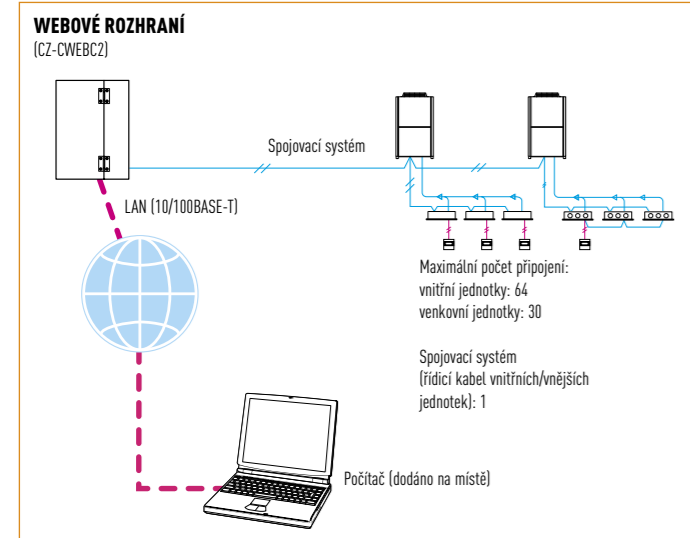 WEBOVÉ ROZHRANÍ
(CZ-CWEBC2)
Spojovací systém
LAN (10/100BASE-T)
Maximální počet připojení:
vnitřní jednotky: 64
venkovní jednotky: 30
Spojovací systém
(řídicí kabel vnitřních/vnějších
jednotek): 1
Počítač (dodáno na místě)